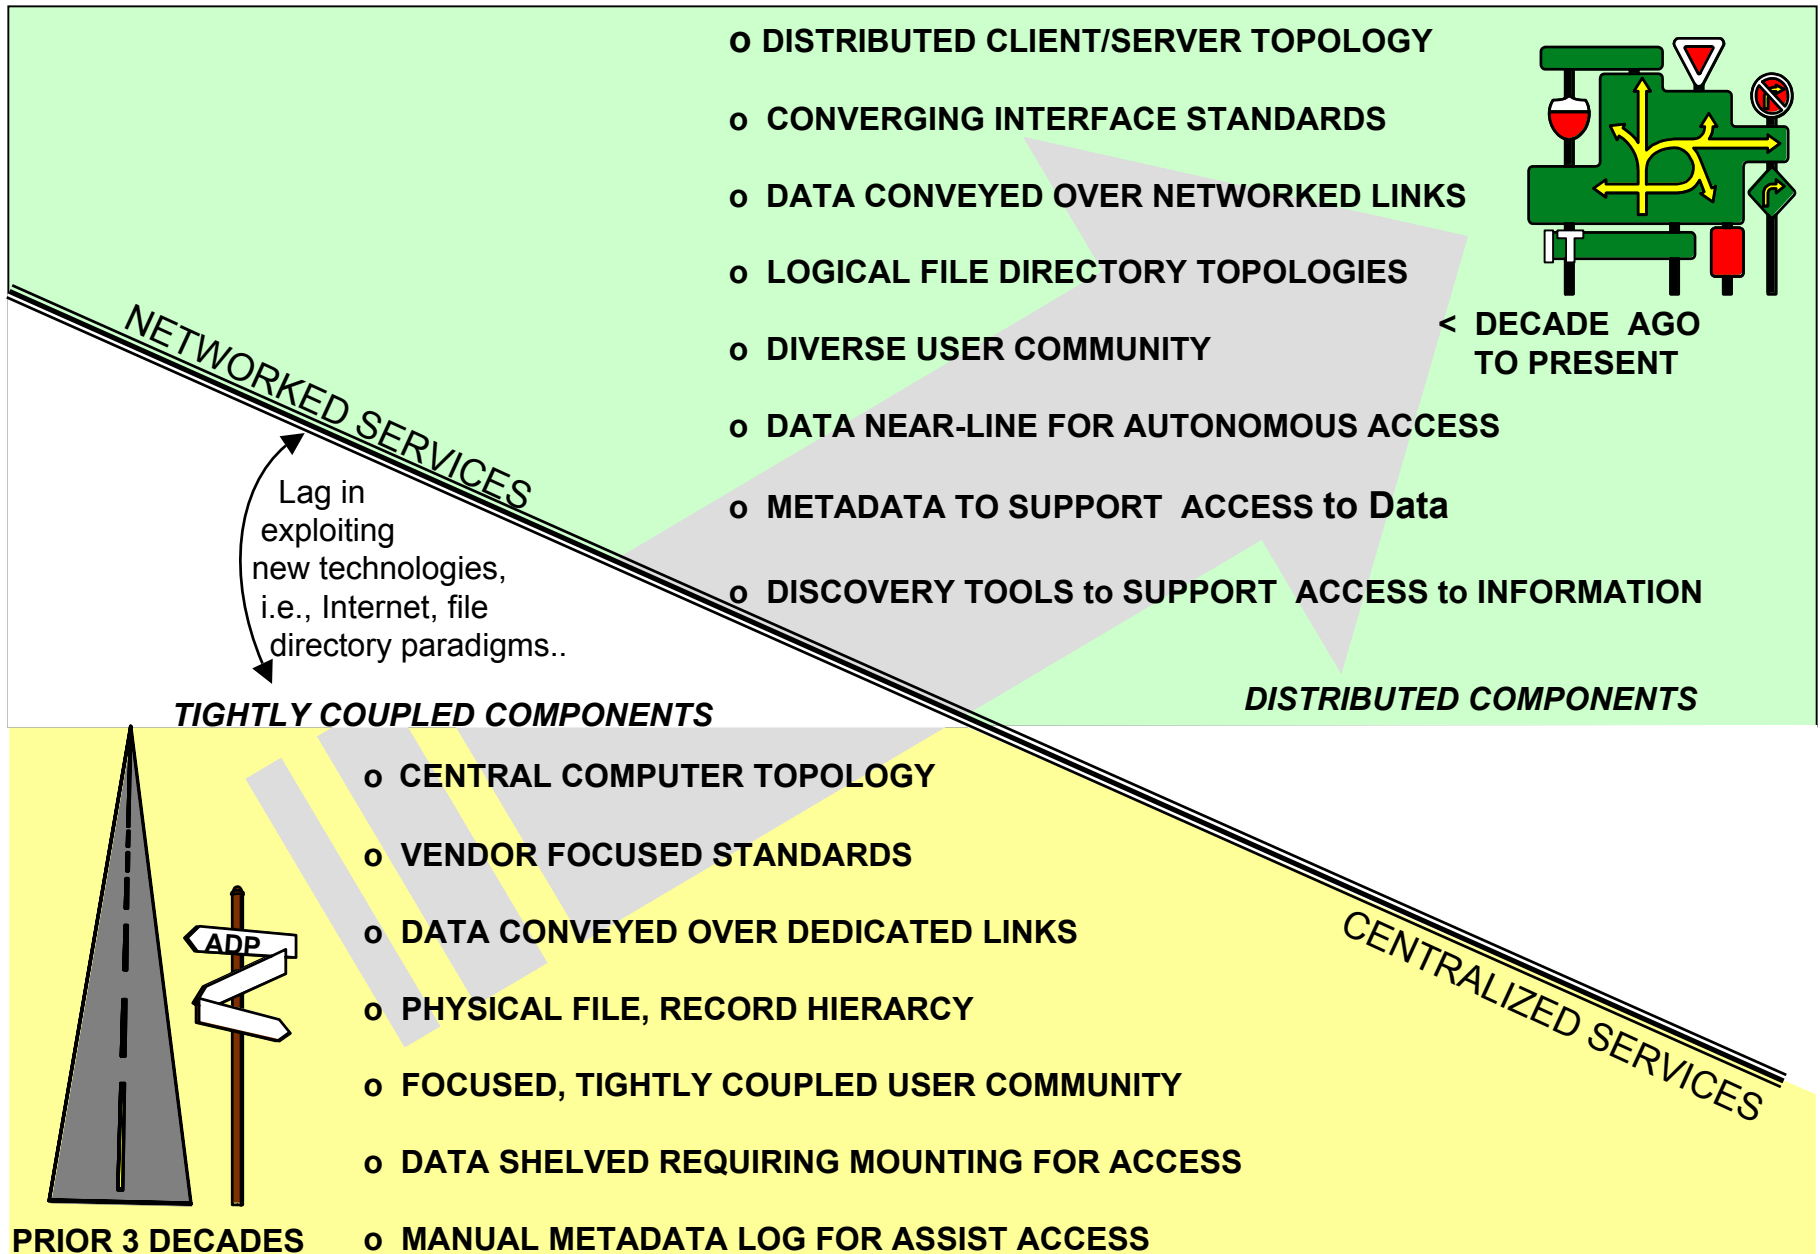 o DISTRIBUTED CLIENT/SERVER TOPOLOGY
o CONVERGING INTERFACE STANDARDS
o DATA CONVEYED OVER NETWORKED LINKS
o LOGICAL FILE DIRECTORY TOPOLOGIES
< DECADE AGO
TO PRESENT
o DIVERSE USER COMMUNITY
o DATA NEAR-LINE FOR AUTONOMOUS ACCESS
o METADATA TO SUPPORT ACCESS to Data
o DISCOVERY TOOLS to SUPPORT ACCESS to INFORMATION
DISTRIBUTED COMPONENTS
NETWORKED SERVICES
Lag in
exploiting
new technologies,
i.e., Internet, file
directory paradigms..
TIGHTLY COUPLED COMPONENTS
o CENTRAL COMPUTER TOPOLOGY
o VENDOR FOCUSED STANDARDS
o DATA CONVEYED OVER DEDICATED LINKS
o PHYSICAL FILE, RECORD HIERARCY
o FOCUSED, TIGHTLY COUPLED USER COMMUNITY
o DATA SHELVED REQUIRING MOUNTING FOR ACCESS
o MANUAL METADATA LOG FOR ASSIST ACCESS
CENTRALIZED SERVICES
ADP
PRIOR 3 DECADES